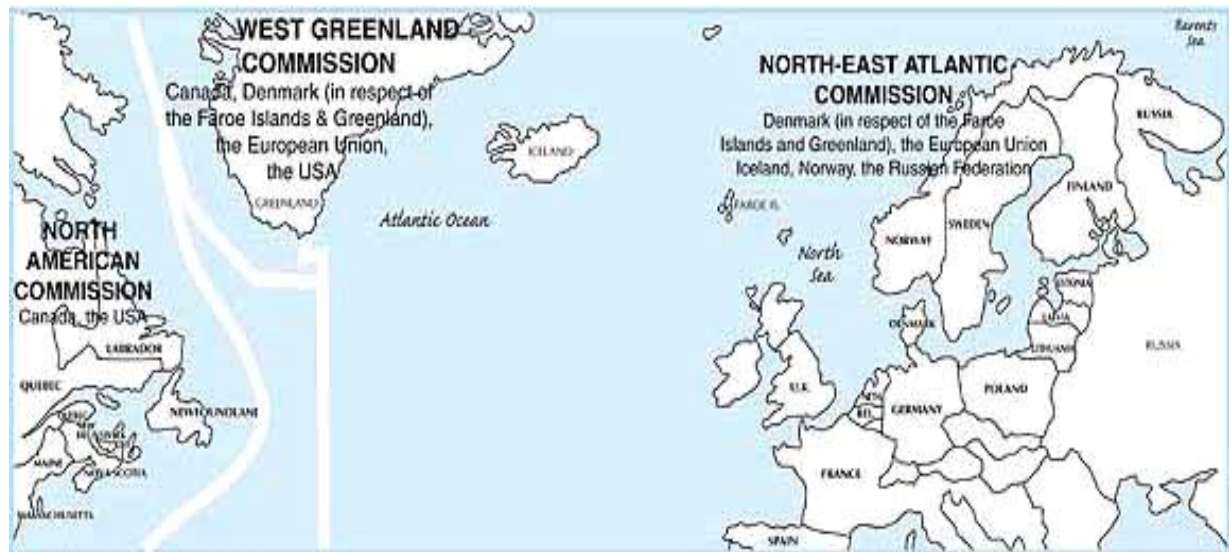 WEST GREENLAND
COMMISSION
Canada, Denmark (in respect of
the Faroe Islands & Greenland),
the European Union,
the USA
GREENLAND
ICELAND
Atlantic Ocean
NORTH
AMERICAN
COMMISSION
Canada, the USA
LABRADOR
QUEBEC
NEWFOUNDLAND
MAINE
NOVA SCOTIA
MASSACHUSETTS
NORTH-EAST ATLANTIC
COMMISSION
Denmark (in respect of the Faroe
Islands and Greenland), the European Union
Iceland, Norway, the Russian Federation
Barents
Sea
RUSSIA
FINLAND
FAROE IS.
NORWAY
SWEDEN
North
Sea
ESTONIA
LATVIA
LITHUANIA
DENMARK
RUSSIA
U.K.
NETH
BEL.
GERMANY
POLAND
FRANCE
SPAIN